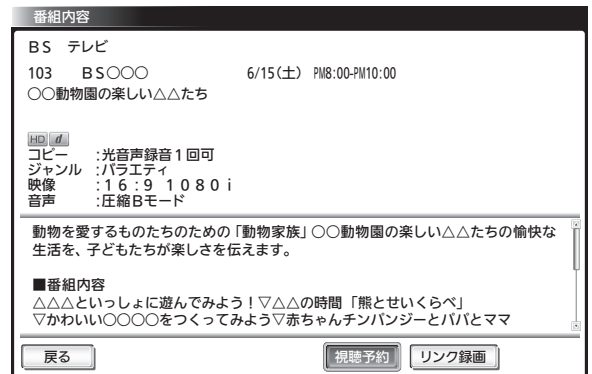 番組内容
BS テレビ
103 BS○○○ 6/15(土) PM8:00-PM10:00
○○動物園の楽しい△△たち
HD d
コピー :光音声録音1回可
ジャンル :バラエティ
映像 :16:9 1080i
音声 :圧縮Bモード
動物を愛するものたちのための「動物家族」○○動物園の楽しい△△たちの愉快な
生活を、子どもたちが楽しさを伝えます。
■番組内容
△△△といっしょに遊んでみよう！▽△△の時間「熊とせいくらべ」
▽かわいい○○○○をつくってみよう▽赤ちゃんチンパンジーとパパとママ
戻る 視聴予約 リンク録画